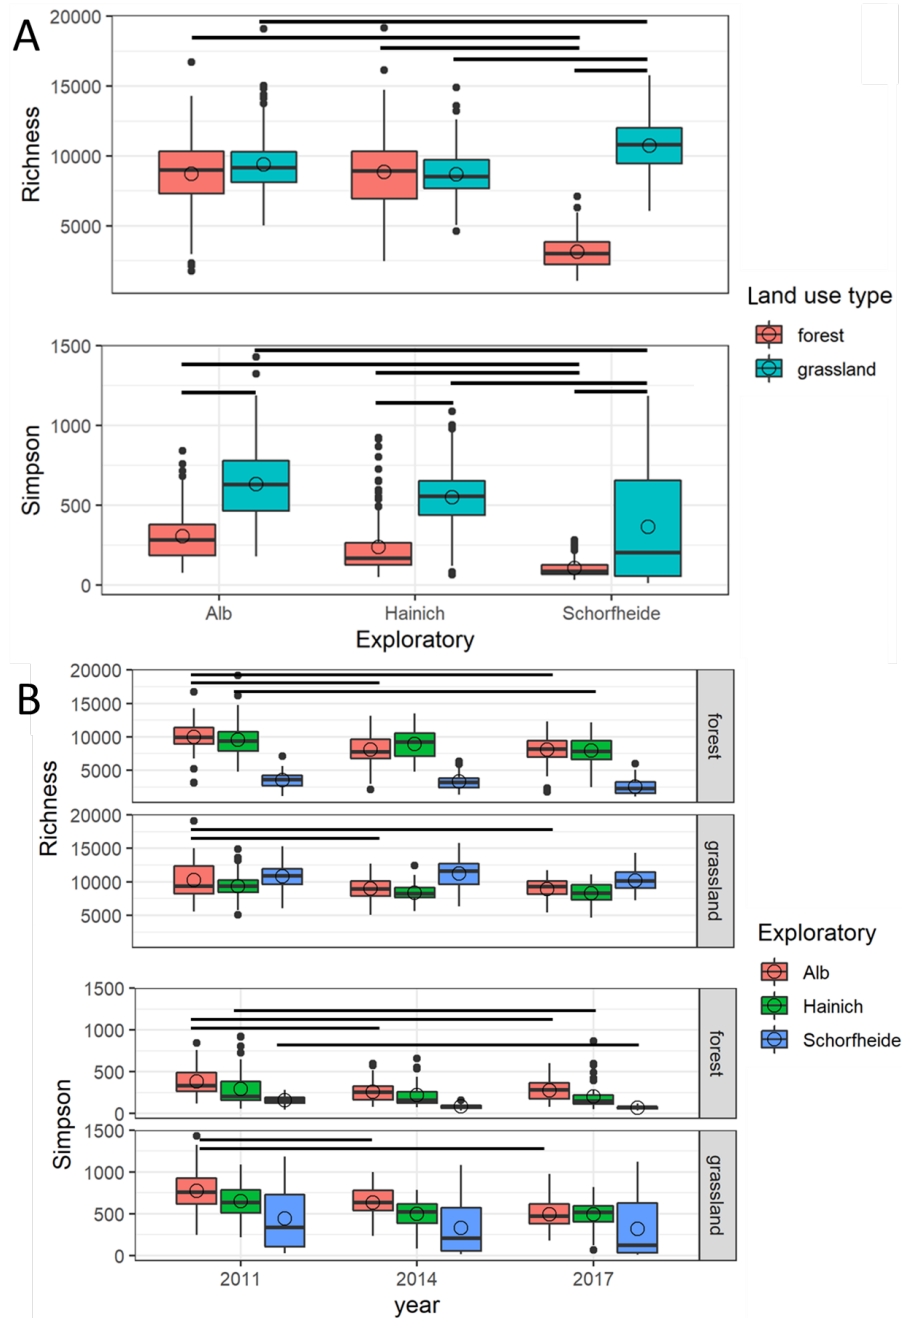 A
Richness
20000
15000
10000
5000
Simpson
1500
1000
500
0
Alb
Hainich
Schorfheide
Exploratory
Land use type
forest
grassland
B
Richness
20000
15000
10000
5000
forest
20000
15000
10000
5000
grassland
Simpson
1500
1000
500
0
forest
1500
1000
500
0
grassland
2011
2014
2017
year
Exploratory
Alb
Hainich
Schorfheide